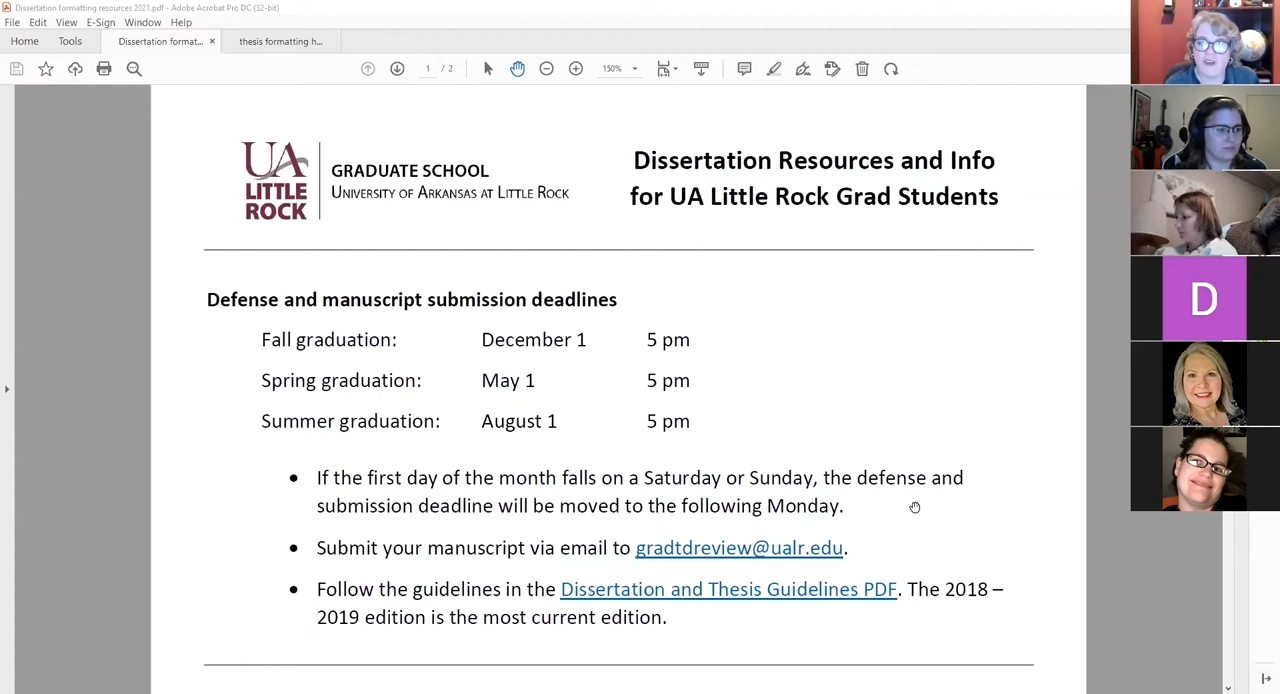 Dissertation formatting resources 2021.pdf - Adobe Acrobat Pro DC (32-bit)
File Edit View E-Sign Window Help
Home Tools Dissertation format... × thesis formatting h...
1 / 2 150%
UA
LITTLE
ROCK
GRADUATE SCHOOL
UNIVERSITY OF ARKANSAS AT LITTLE ROCK
Dissertation Resources and Info
for UA Little Rock Grad Students
Defense and manuscript submission deadlines
Fall graduation: December 1 5 pm
Spring graduation: May 1 5 pm
Summer graduation: August 1 5 pm
• If the first day of the month falls on a Saturday or Sunday, the defense and
submission deadline will be moved to the following Monday.
• Submit your manuscript via email to gradtdreview@ualr.edu.
• Follow the guidelines in the Dissertation and Thesis Guidelines PDF. The 2018 –
2019 edition is the most current edition.
D